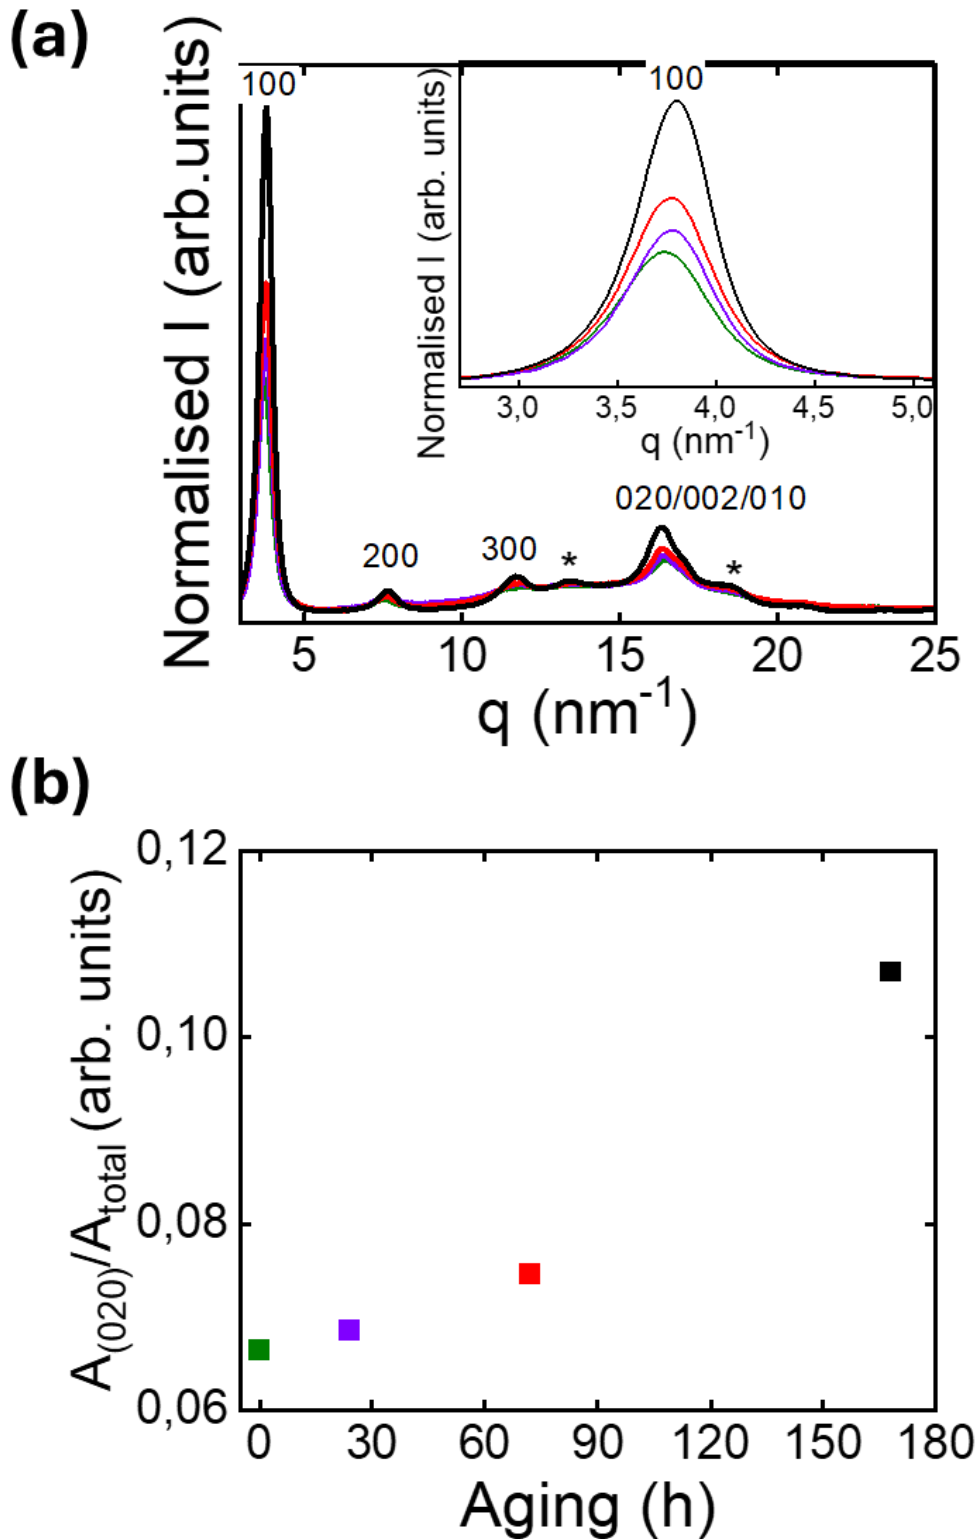 (a)
Normalised I (arb.units)
100
200
300
*
020/002/010
*
5 10 15 20 25
q (nm-1)
Normalised I (arb. units)
100
3,0 3,5 4,0 4,5 5,0
q (nm-1)
(b)
A(020)/Atotal (arb. units)
0,12
0,10
0,08
0,06
0 30 60 90 120 150 180
Aging (h)